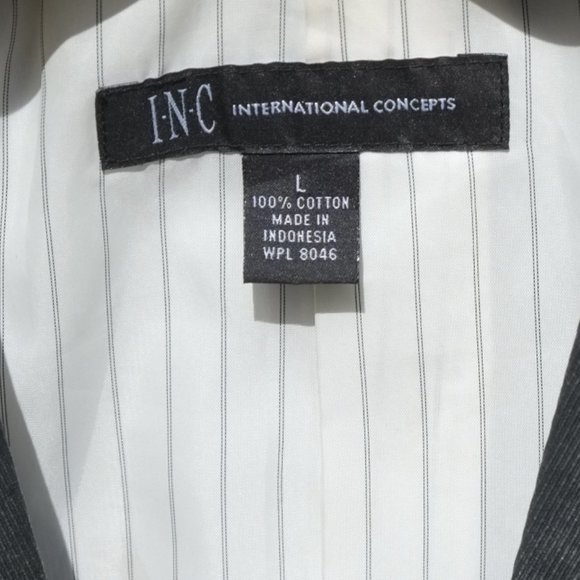 I·N·C INTERNATIONAL CONCEPTS
L
100% COTTON
MADE IN
INDONESIA
WPL 8046